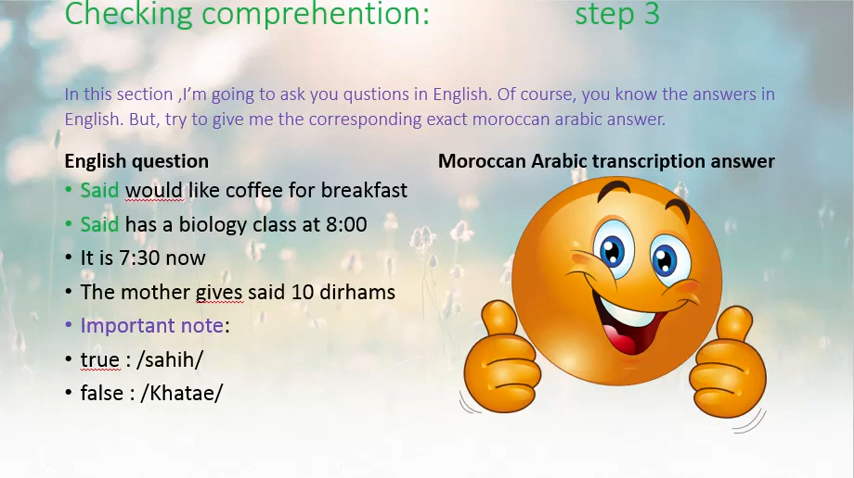 Checking comprehention: step 3
In this section ,I'm going to ask you qustions in English. Of course, you know the answers in
English. But, try to give me the corresponding exact moroccan arabic answer.
English question
Moroccan Arabic transcription answer
• Said would like coffee for breakfast
• Said has a biology class at 8:00
• It is 7:30 now
• The mother gives said 10 dirhams
• Important note:
• true : /sahih/
• false : /Khatae/